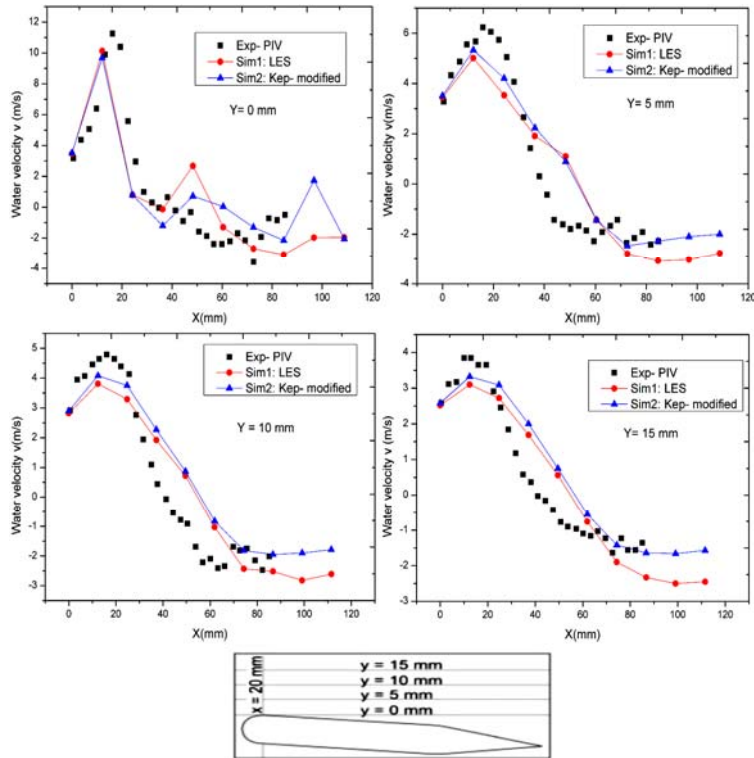 Exp- PIV
Sim1: LES
Sim2: Kep- modified
Y= 0 mm
Water velocity v (m/s)
12
10
8
6
4
2
0
-2
-4
0 20 40 60 80 100 120
X(mm)
Exp- PIV
Sim1: LES
Sim2: Kep- modified
Y= 5 mm
Water velocity v(m/s)
6
4
2
0
-2
-4
0 20 40 60 80 100 120
X(mm)
Exp- PIV
Sim1: LES
Sim2: Kep- modified
Y = 10 mm
Water velocity v(m/s)
5
4
3
2
1
0
-1
-2
-3
0 20 40 60 80 100 120
X(mm)
Exp- PIV
Sim1: LES
Sim2: Kep- modified
Y= 15 mm
Water velocity v (m/s)
4
3
2
1
0
-1
-2
-3
0 20 40 60 80 100 120
X(mm)
x = 20 mm
y = 15 mm
y = 10 mm
y = 5 mm
y = 0 mm